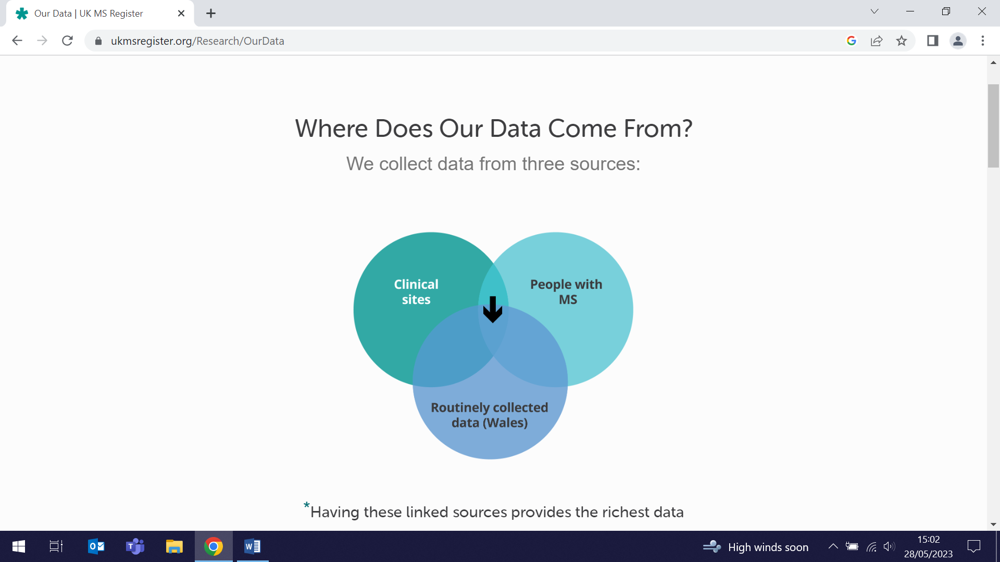 Our Data | UK MS Register
ukmsregister.org/Research/OurData
Where Does Our Data Come From?
We collect data from three sources:
Clinical
sites
People with
MS
Routinely collected
data (Wales)
*Having these linked sources provides the richest data
High winds soon
15:02
28/05/2023